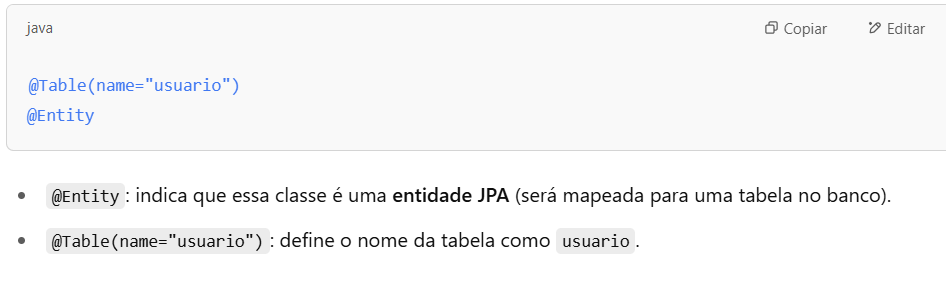 java
Copiar
Editar
@Table(name="usuario")
@Entity
@Entity: indica que essa classe é uma entidade JPA (será mapeada para uma tabela no banco).
@Table(name="usuario"): define o nome da tabela como usuario.